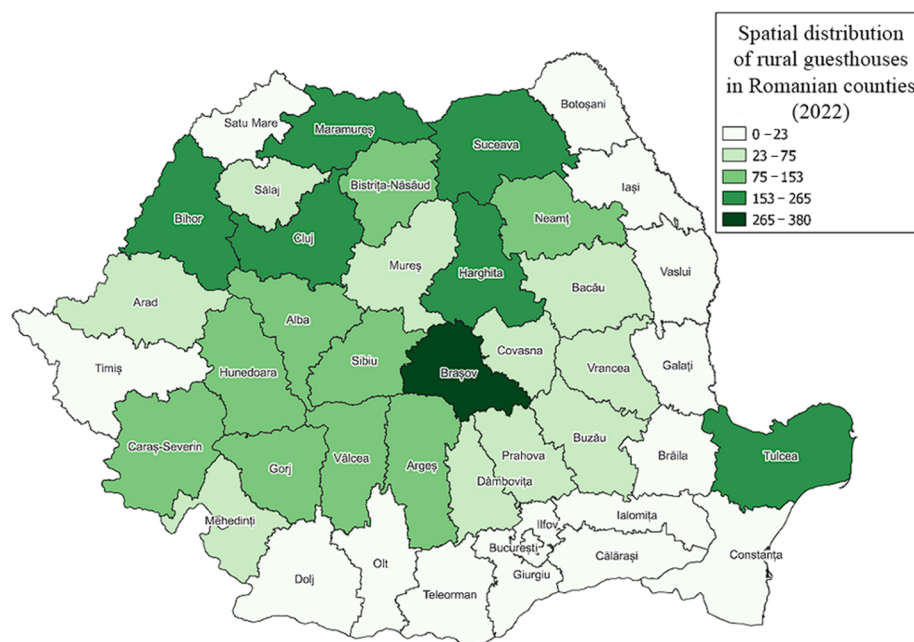 Spatial distribution
of rural guesthouses
in Romanian counties
(2022)
0 – 23
23 – 75
75 – 153
153 – 265
265 – 380
Botoșani
Satu Mare
Maramureș
Suceava
Iași
Sălaj
Bistrița-Năsăud
Bihor
Neamț
Cluj
Mureș
Harghita
Vaslui
Bacău
Arad
Alba
Covasna
Timiș
Hunedoara
Sibiu
Brașov
Vrancea
Galați
Caraș-Severin
Gorj
Vâlcea
Argeș
Prahova
Buzău
Brăila
Tulcea
Dâmbovița
Mehedinți
Ilfov
Ialomița
București
Călărași
Constanța
Dolj
Olt
Giurgiu
Teleorman